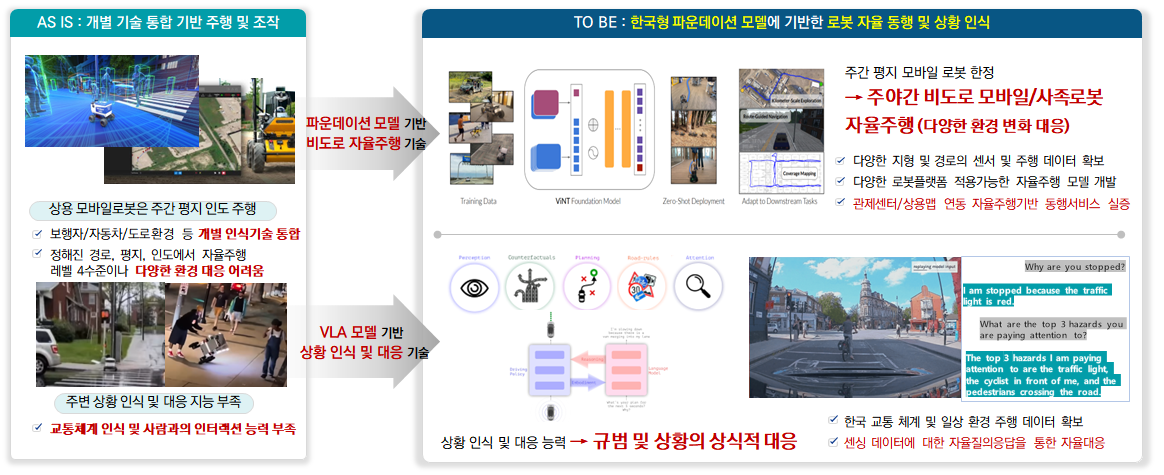 AS IS : 개별 기술 통합 기반 주행 및 조작
상용 모바일로봇은 주간 평지 인도 주행
보행자/자동차/도로환경 등 개별 인식기술 통합
정해진 경로, 평지, 인도에서 자율주행
레벨 4수준이나 다양한 환경 대응 어려움
주변 상황 인식 및 대응 지능 부족
교통체계 인식 및 사람과의 인터랙션 능력 부족
파운데이션 모델 기반
비도로 자율주행 기술
VLA 모델 기반
상황 인식 및 대응 기술
TO BE : 한국형 파운데이션 모델에 기반한 로봇 자율 동행 및 상황 인식
Training Data
ViNT Foundation Model
Zero-Shot Deployment
Kilometer-Scale Exploration
Route-Guided Navigation
Coverage Mapping
Adapt to Downstream Tasks
주간 평지 모바일 로봇 한정
→ 주야간 비도로 모바일/사족로봇
자율주행 (다양한 환경 변화 대응)
다양한 지형 및 경로의 센서 및 주행 데이터 확보
다양한 로봇플랫폼 적용가능한 자율주행 모델 개발
관제센터/상용맵 연동 자율주행기반 동행서비스 실증
Perception
Counterfactuals
Planning
Road-rules
Attention
30
Driving
Policy
Reasoning
Language
Model
상황 인식 및 대응 능력 → 규범 및 상황의 상식적 대응
replaying model input
Why are you stopped?
I am stopped because the traffic
light is red.
What are the top 3 hazards you
are paying attention to?
The top 3 hazards I am paying
attention to are the traffic light,
the cyclist in front of me, and the
pedestrians crossing the road.
한국 교통 체계 및 일상 환경 주행 데이터 확보
센싱 데이터에 대한 자율질의응답을 통한 자율대응